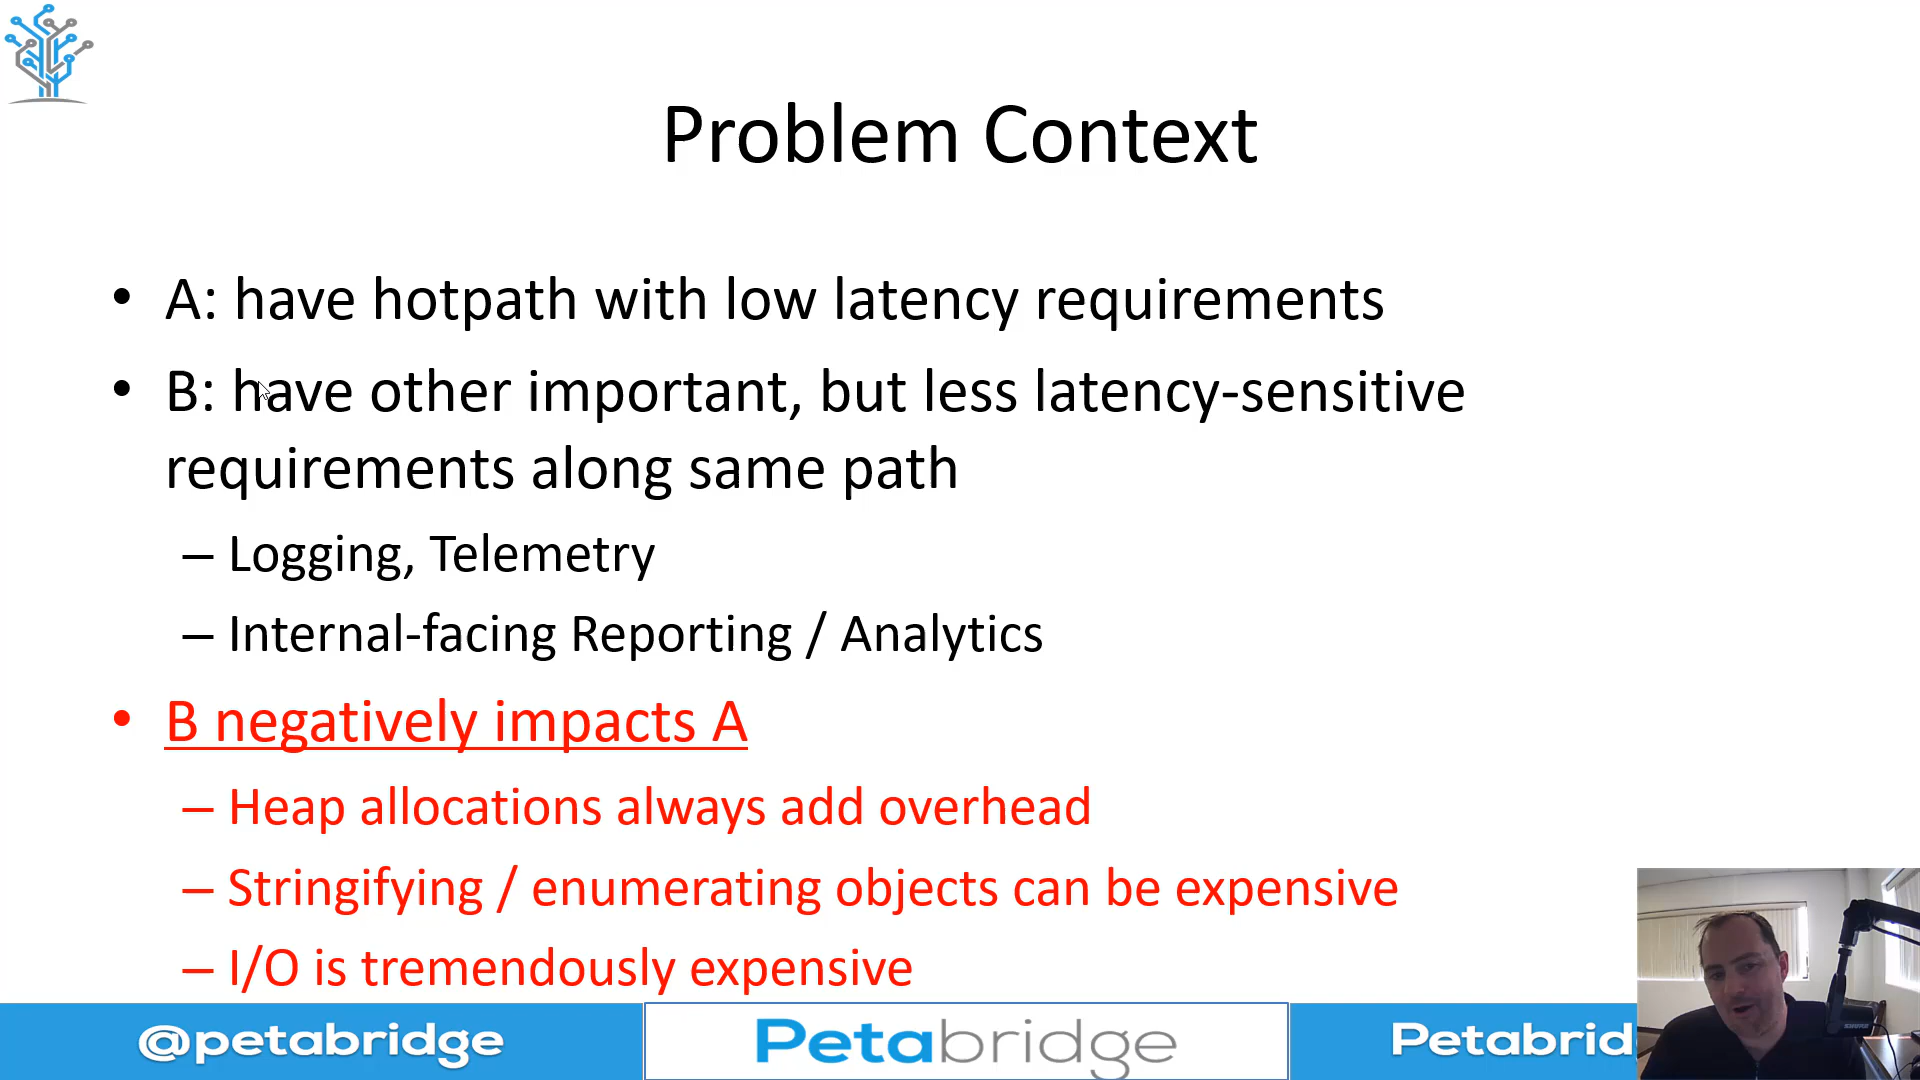 Problem Context
• A: have hotpath with low latency requirements
• B: have other important, but less latency-sensitive
requirements along same path
– Logging, Telemetry
– Internal-facing Reporting / Analytics
• B negatively impacts A
– Heap allocations always add overhead
– Stringifying / enumerating objects can be expensive
– I/O is tremendously expensive
@petabridge
Petabridge
Petabrid